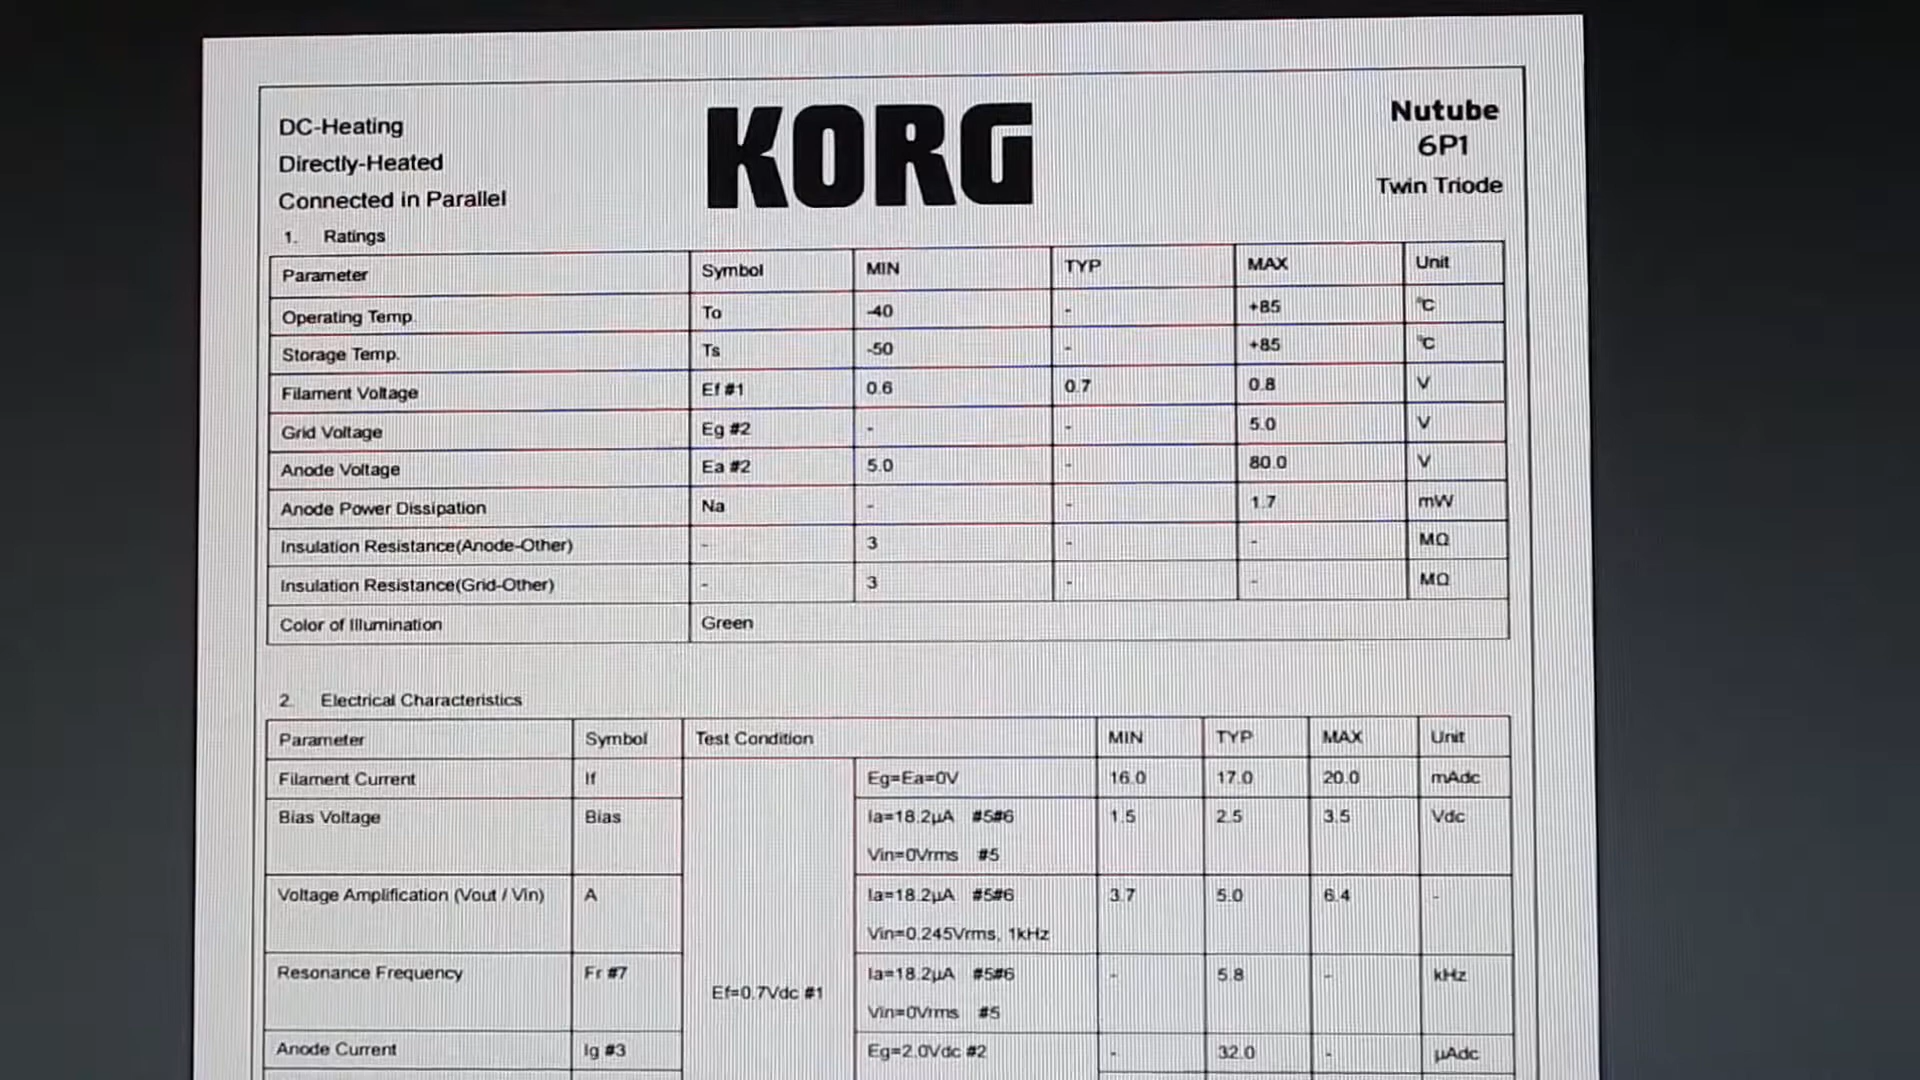 DC-Heating
Directly-Heated
Connected in Parallel
KORG
Nutube
6P1
Twin Triode
1. Ratings
Parameter Symbol MIN TYP MAX Unit
Operating Temp. To -40 - +85 °C
Storage Temp. Ts -50 - +85 °C
Filament Voltage Ef #1 0.6 0.7 0.8 V
Grid Voltage Eg #2 - - 5.0 V
Anode Voltage Ea #2 5.0 - 80.0 V
Anode Power Dissipation Na - - 1.7 mW
Insulation Resistance(Anode-Other) - 3 - - MΩ
Insulation Resistance(Grid-Other) - 3 - - MΩ
Color of Illumination Green
2. Electrical Characteristics
Parameter Symbol Test Condition MIN TYP MAX Unit
Filament Current If Eg=Ea=0V 16.0 17.0 20.0 mAdc
Bias Voltage Bias Ia=18.2μA #5#6 1.5 2.5 3.5 Vdc
Vin=0Vrms #5
Voltage Amplification (Vout / Vin) A Ia=18.2μA #5#6 3.7 5.0 6.4 -
Vin=0.245Vrms, 1kHz
Resonance Frequency Fr #7 Ia=18.2μA #5#6 - 5.8 - kHz
Ef=0.7Vdc #1
Vin=0Vrms #5
Anode Current Ig #3 Eg=2.0Vdc #2 - 32.0 - μAdc